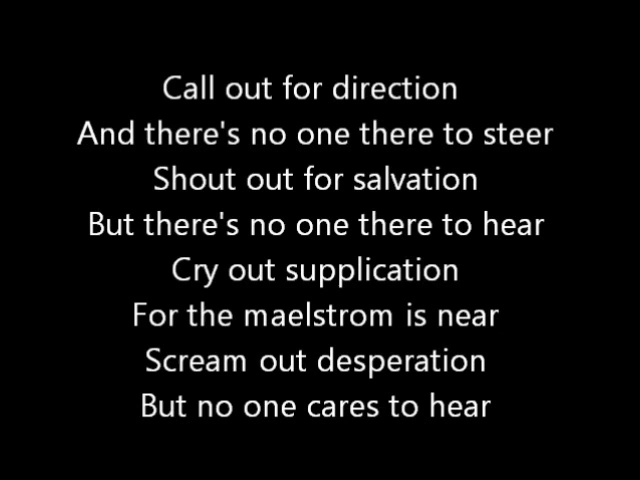 Call out for direction
And there's no one there to steer
Shout out for salvation
But there's no one there to hear
Cry out supplication
For the maelstrom is near
Scream out desperation
But no one cares to hear